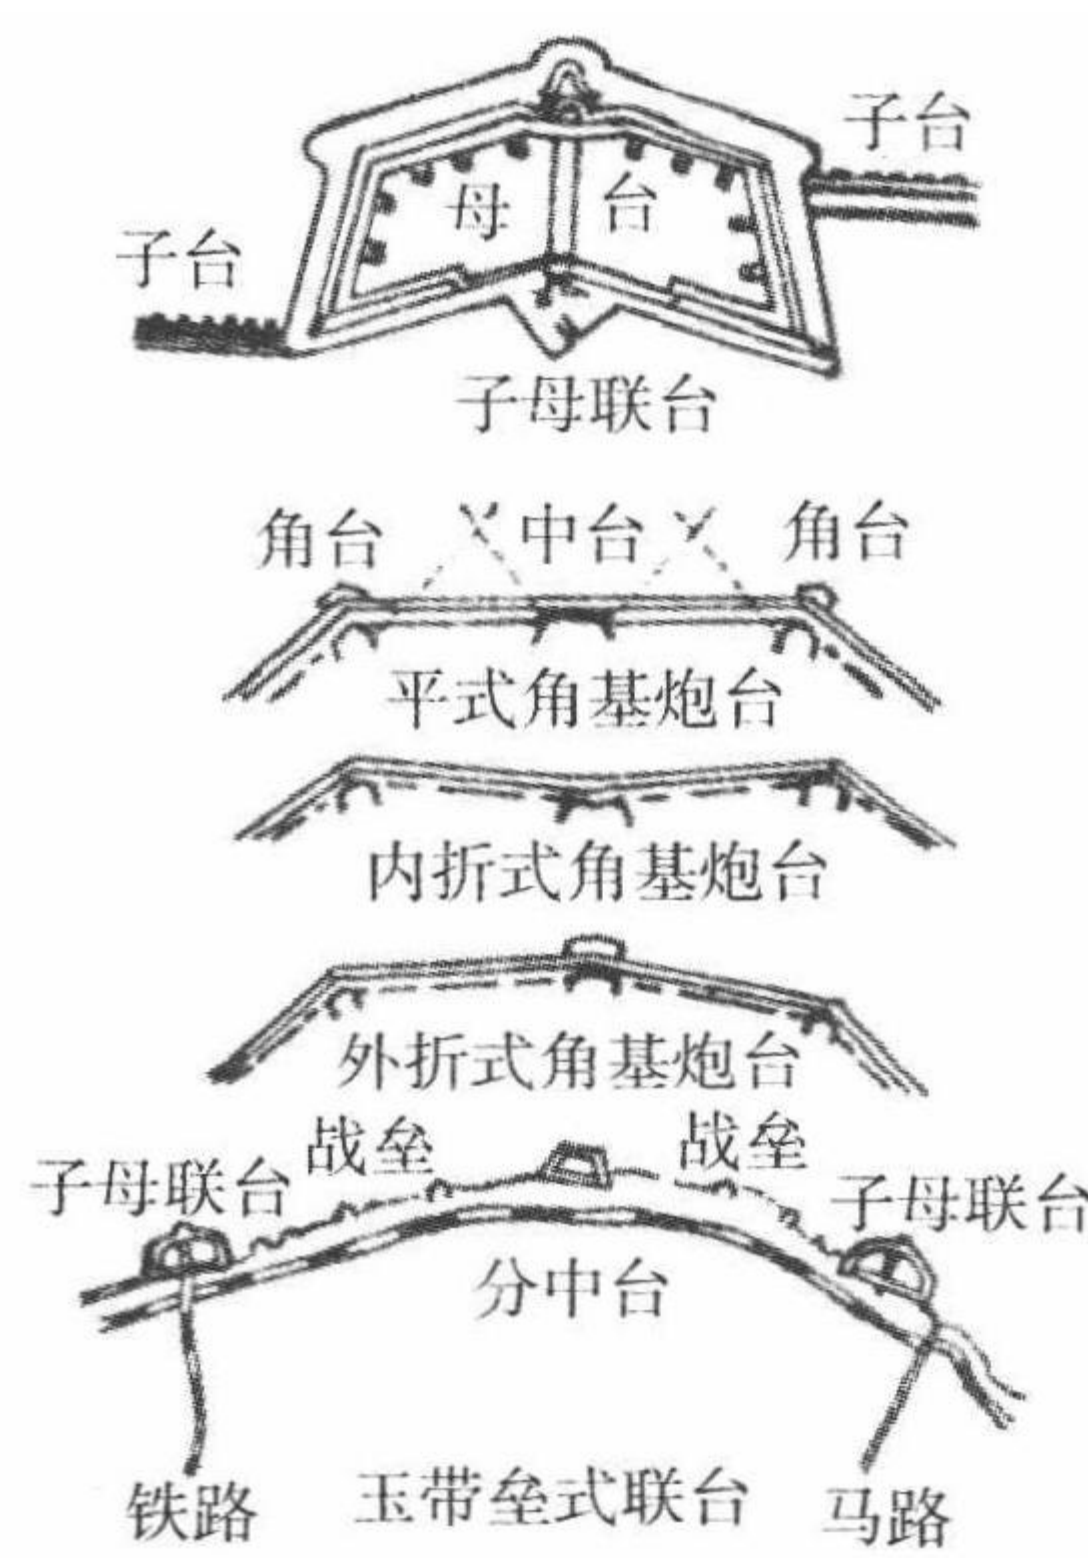 子台
母 台
子台
子母联台
角台 中台 角台
平式角基炮台
内折式角基炮台
外折式角基炮台
战垒 战垒
子母联台 子母联台
分中台
铁路 玉带垒式联台 马路